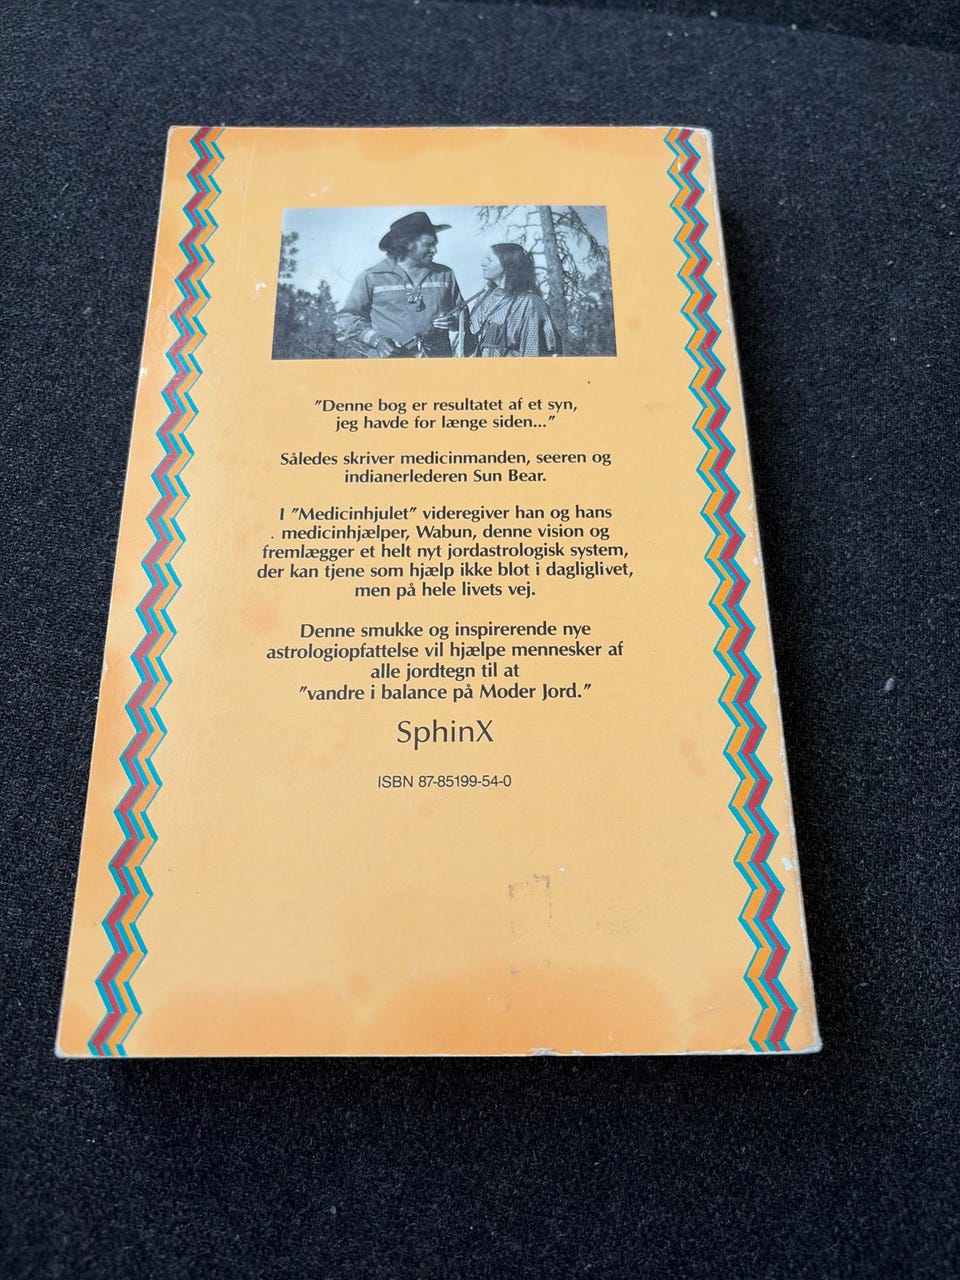 "Denne bog er resultatet af et syn,
jeg havde for længe siden..."
Således skriver medicinmanden, seeren og
indianerlederen Sun Bear.
I "Medicinhjulet" videregiver han og hans
medicinhjælper, Wabun, denne vision og
fremlægger et helt nyt jordastrologisk system,
der kan tjene som hjælp ikke blot i dagliglivet,
men på hele livets vej.
Denne smukke og inspirerende nye
astrologiopfattelse vil hjælpe mennesker af
alle jordtegn til at
"vandre i balance på Moder Jord."
SphinX
ISBN 87-85199-54-0